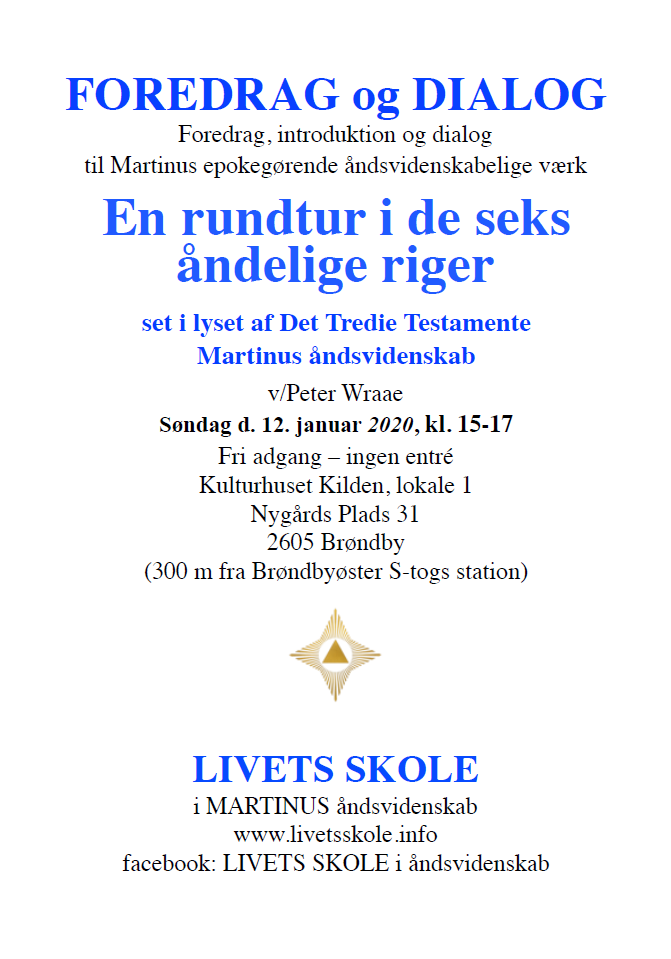 FOREDRAG og DIALOG
Foredrag, introduktion og dialog
til Martinus epokegørende åndsvidenskabelige værk
En rundtur i de seks
åndelige riger
set i lyset af Det Tredie Testamente
Martinus åndsvidenskab
v/Peter Wraae
Søndag d. 12. januar 2020, kl. 15-17
Fri adgang – ingen entré
Kulturhuset Kilden, lokale 1
Nygårds Plads 31
2605 Brøndby
(300 m fra Brøndbyøster S-togs station)
LIVETS SKOLE
i MARTINUS åndsvidenskab
www.livetsskole.info
facebook: LIVETS SKOLE i åndsvidenskab